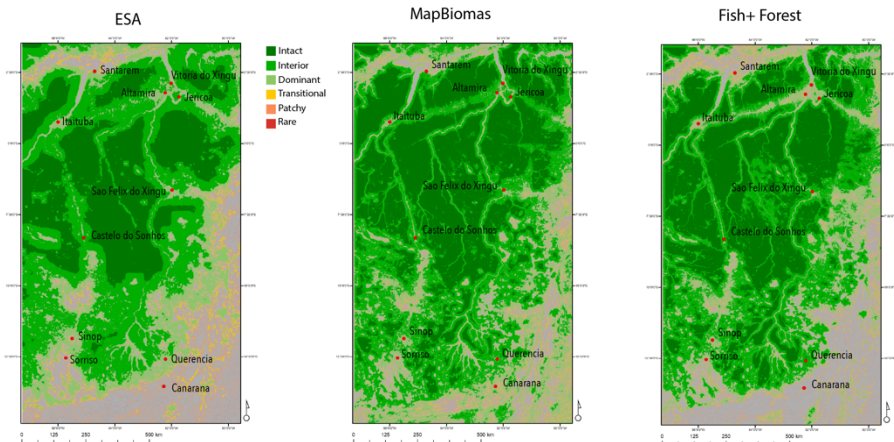 ESA
MapBiomas
Fish+ Forest
Intact
Interior
Dominant
Transitional
Patchy
Rare
Santarem
Vitoria do Xingu
Altamira
Jericoa
Itaituba
Sao Felix do Xingu
Castelo do Sonhos
Sinop
Sorriso
Querencia
Canarana
0 125 250 500 km
Santarem
Vitoria do Xingu
Altamira
Jericoa
Itaituba
Sao Felix do Xingu
Castelo do Sonhos
Sinop
Sorriso
Querencia
Canarana
0 125 250 500 km
Santarem
Vitoria do Xingu
Altamira
Jericoa
Itaituba
Sao Felix do Xingu
Castelo do Sonhos
Sinop
Sorriso
Querencia
Canarana
0 125 250 500 km